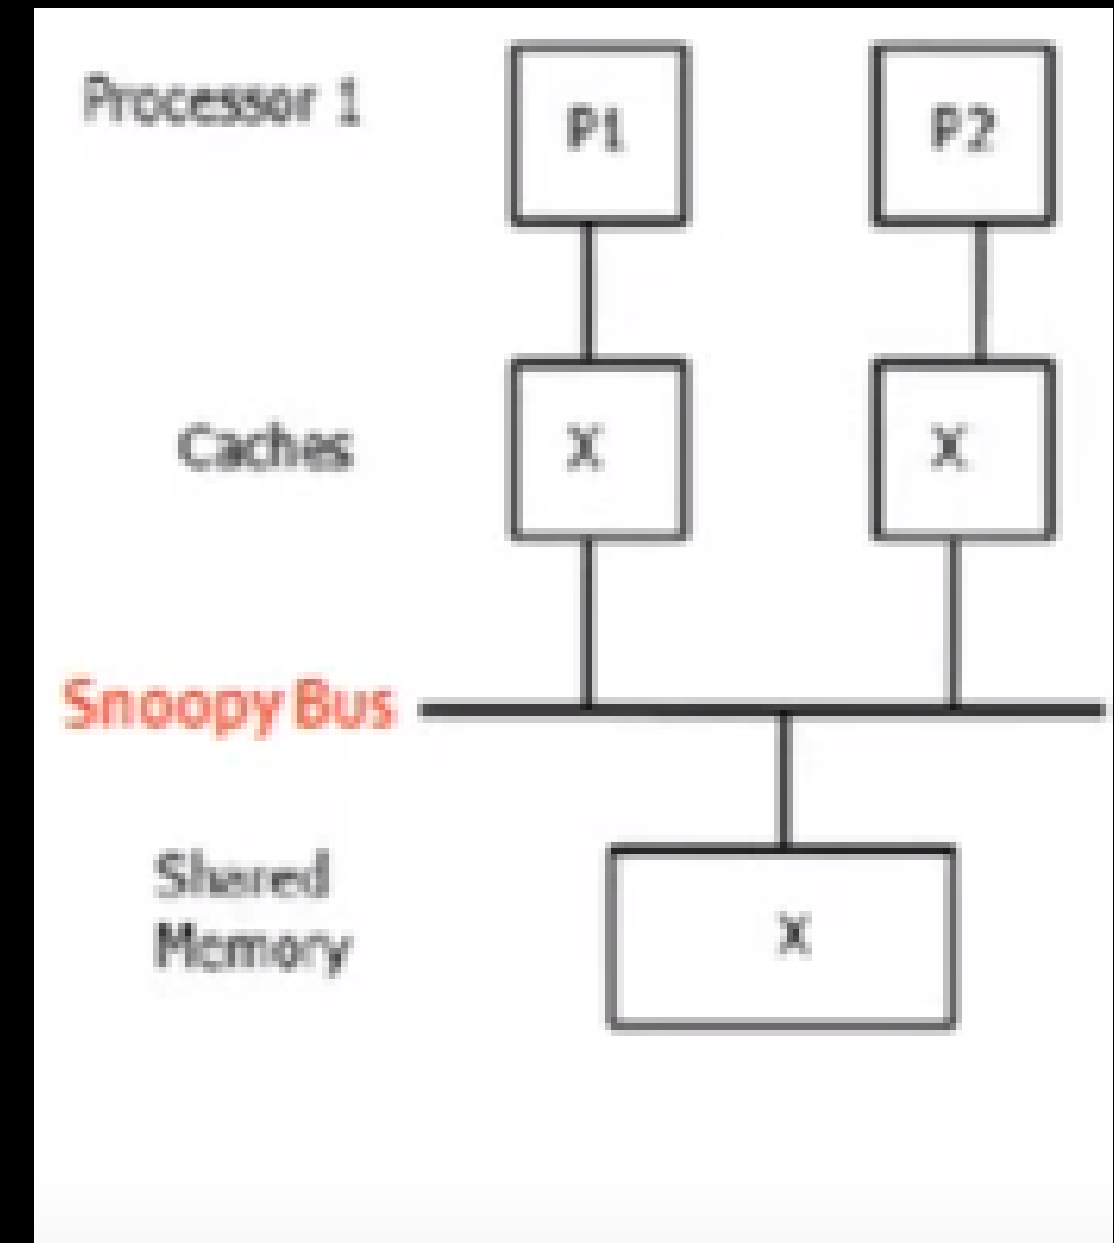 Processor 1
P1
P2
Caches
X
X
Snoopy Bus
Shared
Memory
X